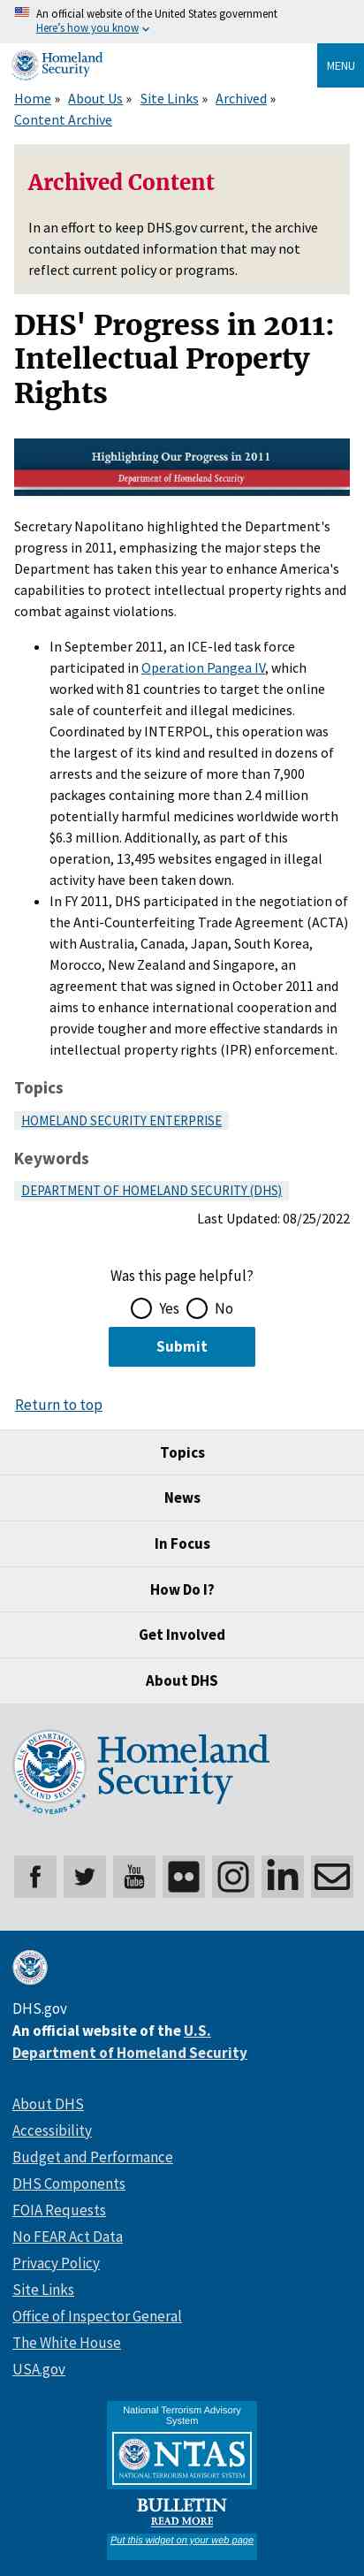 An official website of the United States government
Here's how you know
Homeland
Security
MENU
Home » About Us » Site Links » Archived »
Content Archive
Archived Content
In an effort to keep DHS.gov current, the archive
contains outdated information that may not
reflect current policy or programs.
DHS' Progress in 2011:
Intellectual Property
Rights
Highlighting Our Progress in 2011
Department of Homeland Security
Secretary Napolitano highlighted the Department's
progress in 2011, emphasizing the major steps the
Department has taken this year to enhance America's
capabilities to protect intellectual property rights and
combat against violations.
• In September 2011, an ICE-led task force
participated in Operation Pangea IV, which
worked with 81 countries to target the online
sale of counterfeit and illegal medicines.
Coordinated by INTERPOL, this operation was
the largest of its kind and resulted in dozens of
arrests and the seizure of more than 7,900
packages containing more than 2.4 million
potentially harmful medicines worldwide worth
$6.3 million. Additionally, as part of this
operation, 13,495 websites engaged in illegal
activity have been taken down.
• In FY 2011, DHS participated in the negotiation of
the Anti-Counterfeiting Trade Agreement (ACTA)
with Australia, Canada, Japan, South Korea,
Morocco, New Zealand and Singapore, an
agreement that was signed in October 2011 and
aims to enhance international cooperation and
provide tougher and more effective standards in
intellectual property rights (IPR) enforcement.
Topics
HOMELAND SECURITY ENTERPRISE
Keywords
DEPARTMENT OF HOMELAND SECURITY (DHS)
Last Updated: 08/25/2022
Was this page helpful?
Yes No
Submit
Return to top
Topics
News
In Focus
How Do I?
Get Involved
About DHS
U.S. DEPARTMENT OF HOMELAND SECURITY
20 YEARS
Homeland
Security
You
Tube
in
DHS.gov
An official website of the U.S.
Department of Homeland Security
About DHS
Accessibility
Budget and Performance
DHS Components
FOIA Requests
No FEAR Act Data
Privacy Policy
Site Links
Office of Inspector General
The White House
USA.gov
National Terrorism Advisory
System
NTAS
NATIONAL TERRORISM ADVISORY SYSTEM
BULLETIN
READ MORE
Put this widget on your web page